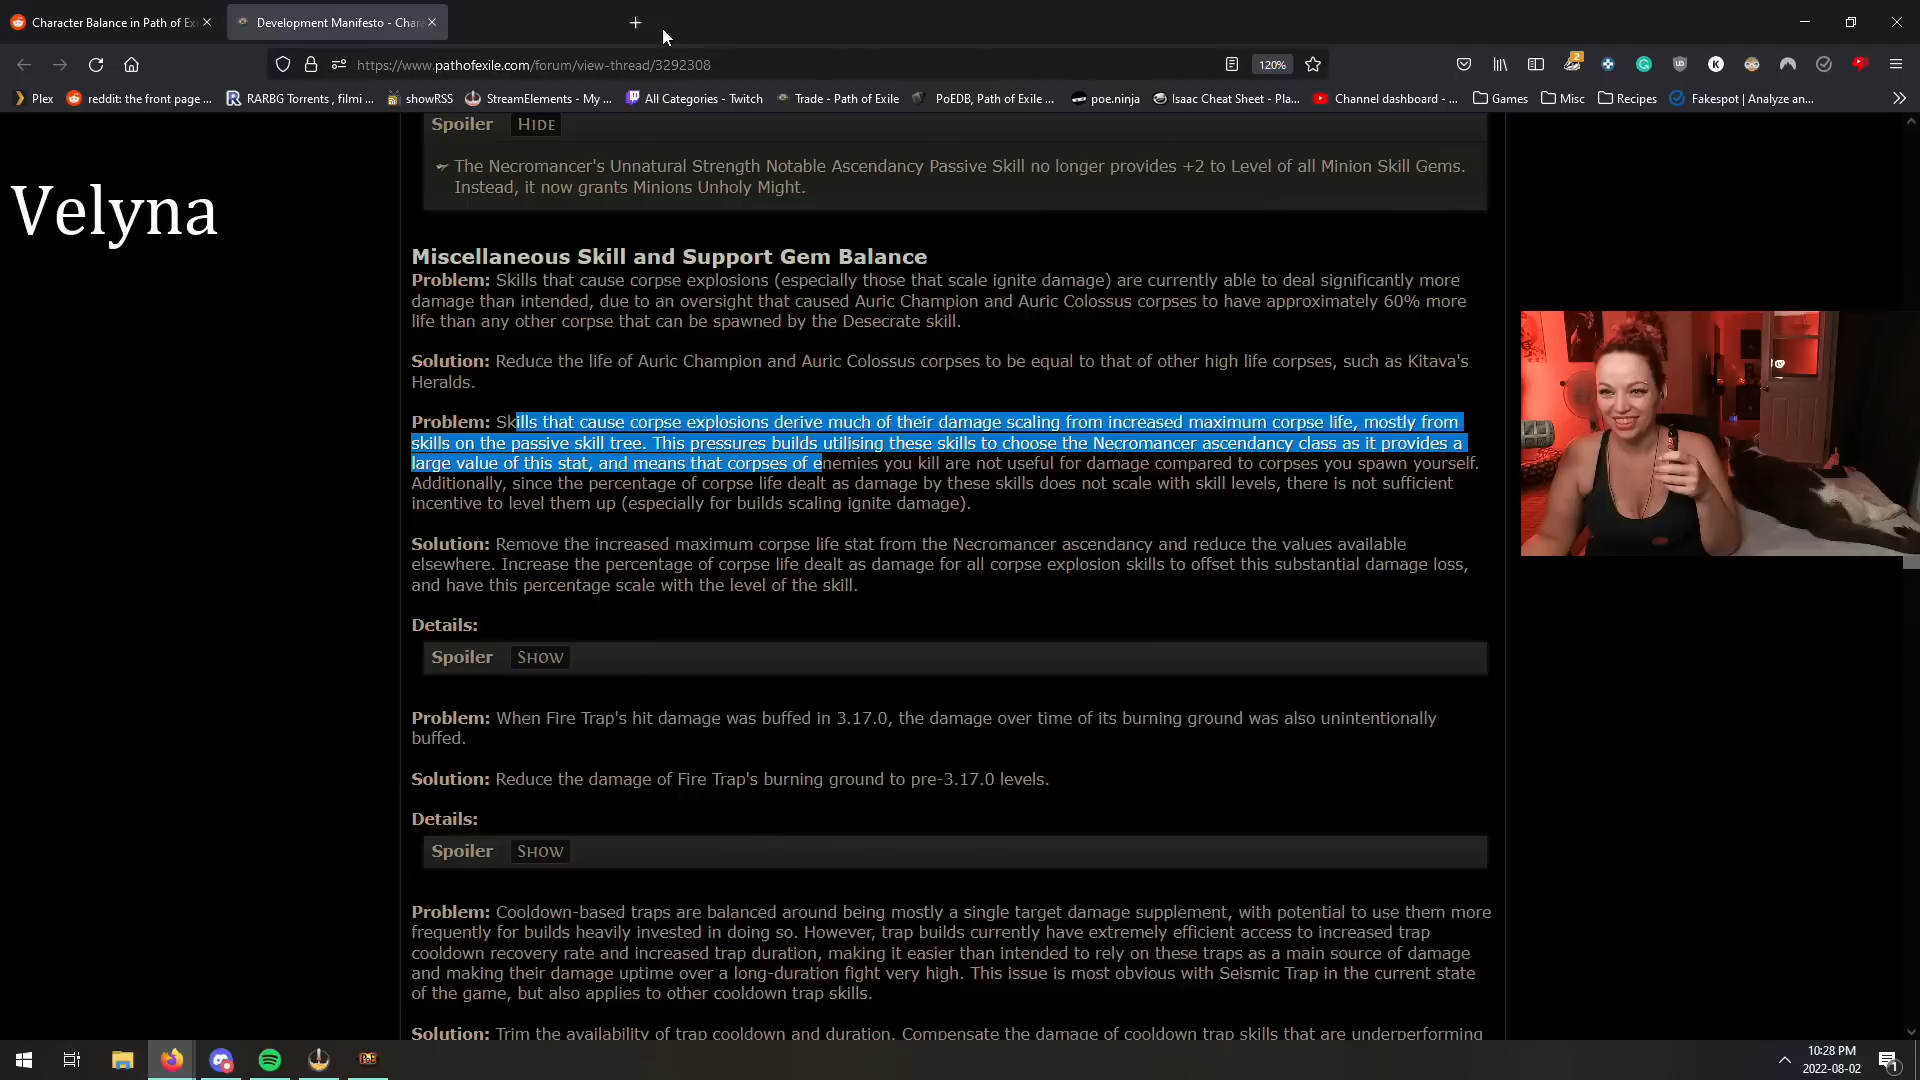 Character Balance in Path of Ex
Development Manifesto - Char
https://www.pathofexile.com/forum/view-thread/3292308
120%
2
Plex
reddit: the front page ...
RARBG Torrents , filmi ...
showRSS
StreamElements - My ...
All Categories - Twitch
Trade - Path of Exile
PoEDB, Path of Exile ...
poe.ninja
Isaac Cheat Sheet - Pla...
Channel dashboard - ...
Games
Misc
Recipes
Fakespot | Analyze an...
Spoiler HIDE
The Necromancer's Unnatural Strength Notable Ascendancy Passive Skill no longer provides +2 to Level of all Minion Skill Gems.
Instead, it now grants Minions Unholy Might.
Velyna
Miscellaneous Skill and Support Gem Balance
Problem: Skills that cause corpse explosions (especially those that scale ignite damage) are currently able to deal significantly more
damage than intended, due to an oversight that caused Auric Champion and Auric Colossus corpses to have approximately 60% more
life than any other corpse that can be spawned by the Desecrate skill.
Solution: Reduce the life of Auric Champion and Auric Colossus corpses to be equal to that of other high life corpses, such as Kitava's
Heralds.
Problem: Skills that cause corpse explosions derive much of their damage scaling from increased maximum corpse life, mostly from
skills on the passive skill tree. This pressures builds utilising these skills to choose the Necromancer ascendancy class as it provides a
large value of this stat, and means that corpses of enemies you kill are not useful for damage compared to corpses you spawn yourself.
Additionally, since the percentage of corpse life dealt as damage by these skills does not scale with skill levels, there is not sufficient
incentive to level them up (especially for builds scaling ignite damage).
Solution: Remove the increased maximum corpse life stat from the Necromancer ascendancy and reduce the values available
elsewhere. Increase the percentage of corpse life dealt as damage for all corpse explosion skills to offset this substantial damage loss,
and have this percentage scale with the level of the skill.
Details:
Spoiler SHOW
Problem: When Fire Trap's hit damage was buffed in 3.17.0, the damage over time of its burning ground was also unintentionally
buffed.
Solution: Reduce the damage of Fire Trap's burning ground to pre-3.17.0 levels.
Details:
Spoiler SHOW
Problem: Cooldown-based traps are balanced around being mostly a single target damage supplement, with potential to use them more
frequently for builds heavily invested in doing so. However, trap builds currently have extremely efficient access to increased trap
cooldown recovery rate and increased trap duration, making it easier than intended to rely on these traps as a main source of damage
and making their damage uptime over a long-duration fight very high. This issue is most obvious with Seismic Trap in the current state
of the game, but also applies to other cooldown trap skills.
Solution: Trim the availability of trap cooldown and duration. Compensate the damage of cooldown trap skills that are underperforming
10:28 PM
2022-08-02
1